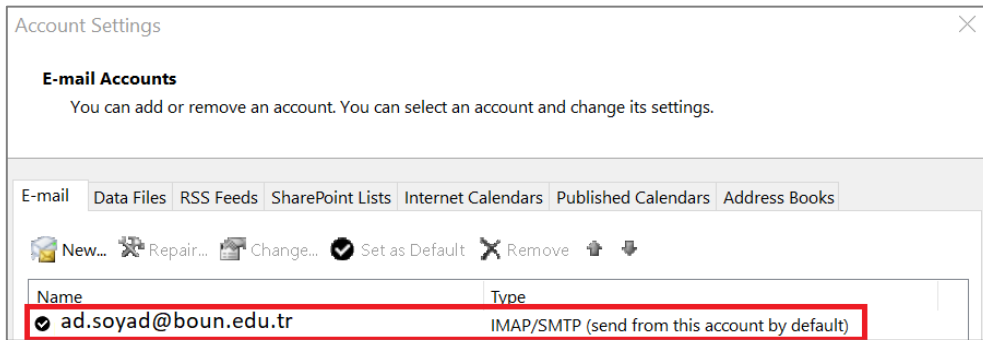 Account Settings
E-mail Accounts
You can add or remove an account. You can select an account and change its settings.
E-mail Data Files RSS Feeds SharePoint Lists Internet Calendars Published Calendars Address Books
New... Repair... Change... Set as Default Remove
Name Type
ad.soyad@boun.edu.tr IMAP/SMTP (send from this account by default)